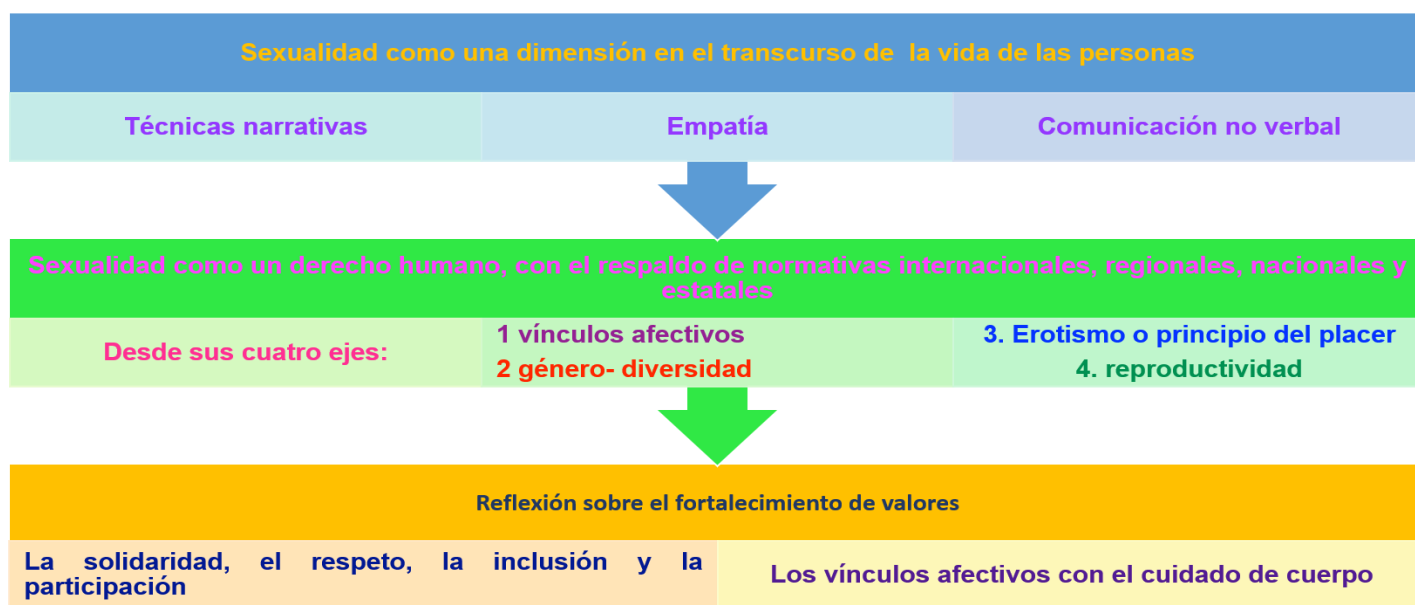 Sexualidad como una dimensión en el transcurso de la vida de las personas
Técnicas narrativas
Empatía
Comunicación no verbal
Sexualidad como un derecho humano, con el respaldo de normativas internacionales, regionales, nacionales y
estatales
Desde sus cuatro ejes:
1 vínculos afectivos
2 género- diversidad
3. Erotismo o principio del placer
4. reproductividad
Reflexión sobre el fortalecimiento de valores
La solidaridad, el respeto, la inclusión y la
participación
Los vínculos afectivos con el cuidado de cuerpo